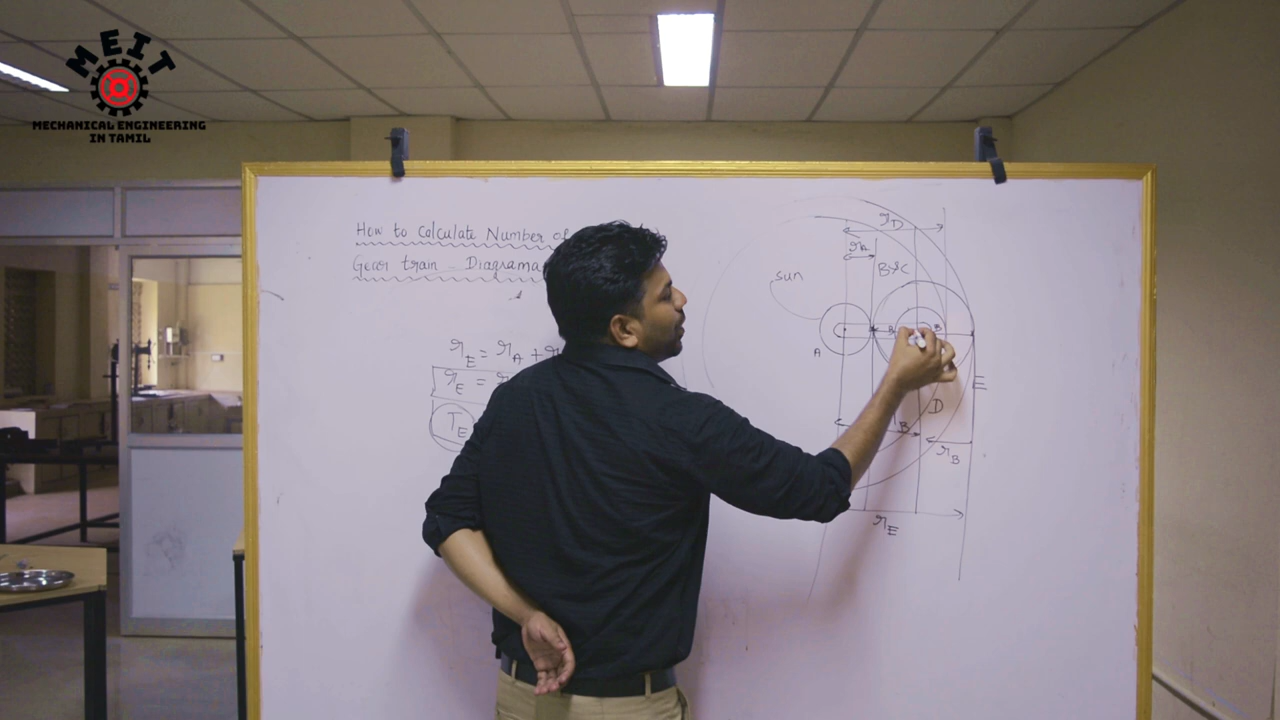 MEIT
MECHANICAL ENGINEERING
IN TAMIL
How to Calculate Number of
Gear train - Diagrama
r_E = r_A + r
r_E =
T_E
r_D
r_A
B & C
sun
A
B
B
E
D
B
r_B
r_E